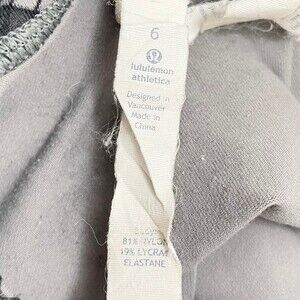 6
lululemon
athletica
Designed in
Vancouver
Made in
China
81% NYLON
19% LYCRA®
ELASTANE